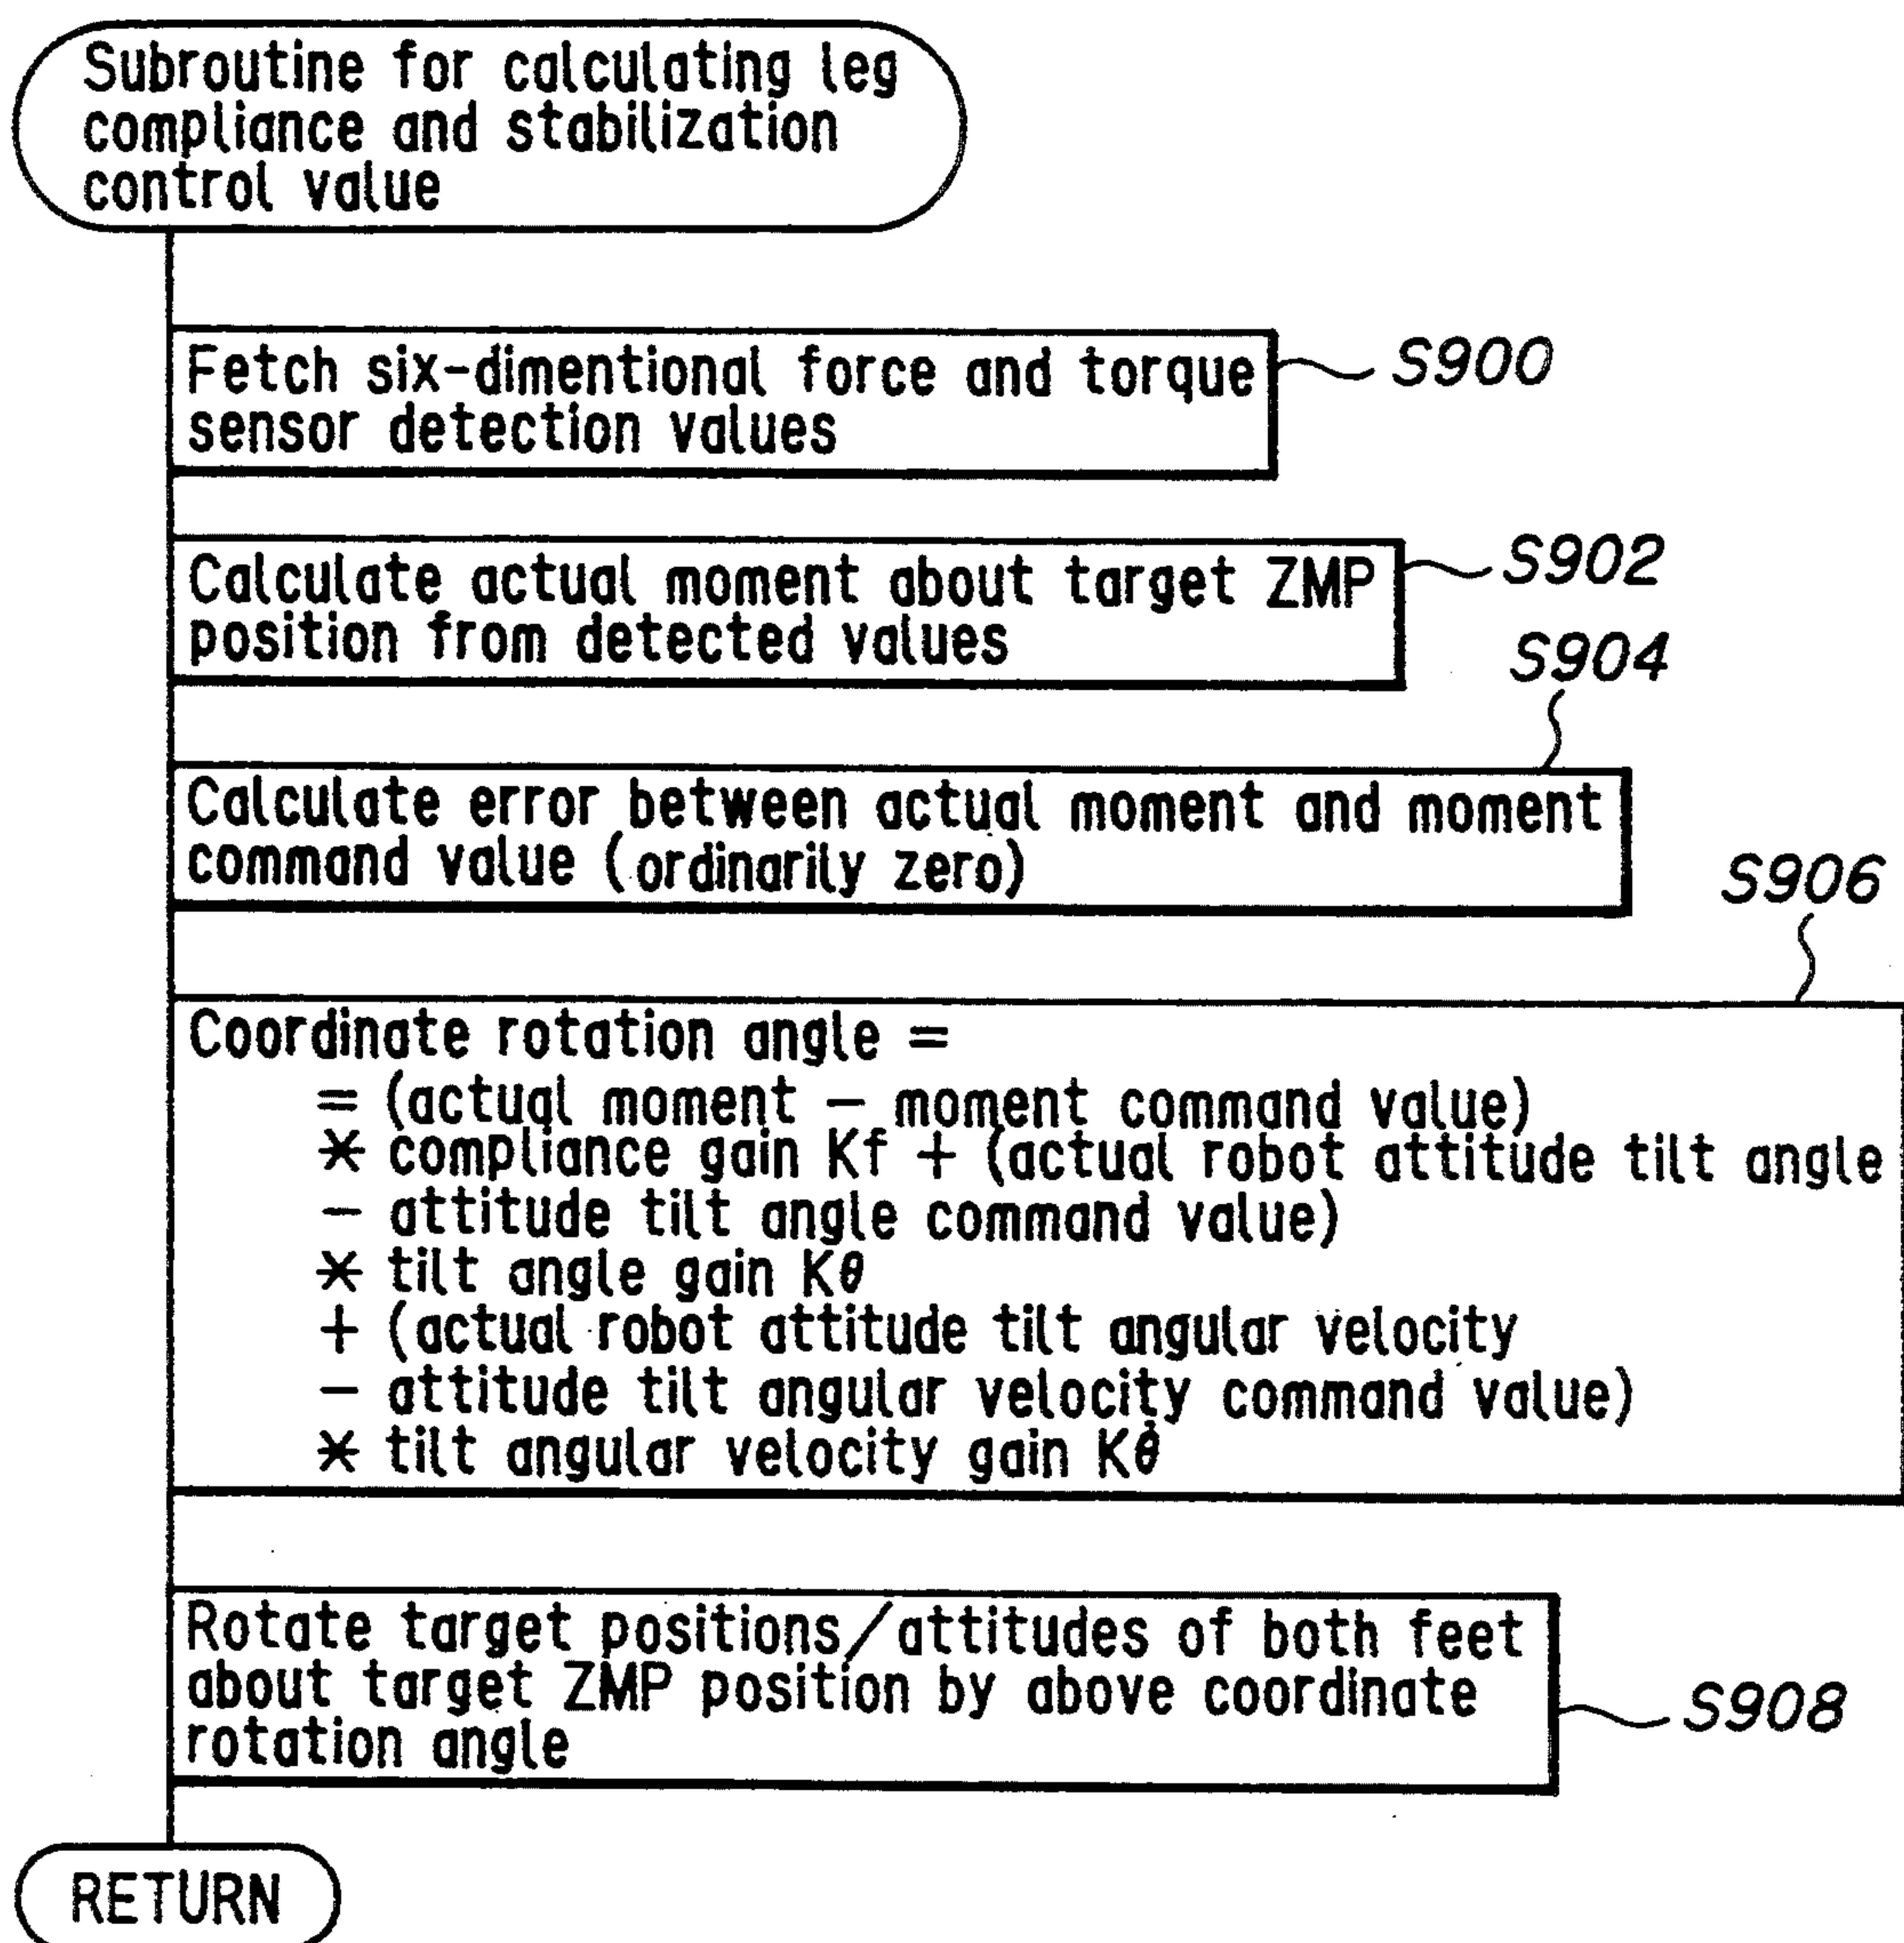 Subroutine for calculating leg
compliance and stabilization
control value
Fetch six-dimentional force and torque
sensor detection values
S900
Calculate actual moment about target ZMP
position from detected values
S902
S904
Calculate error between actual moment and moment
command value (ordinarily zero)
S906
Coordinate rotation angle =
= (actual moment − moment command value)
* compliance gain Kf + (actual robot attitude tilt angle
− attitude tilt angle command value)
* tilt angle gain Kθ
+ (actual robot attitude tilt angular velocity
− attitude tilt angular velocity command value)
* tilt angular velocity gain Kθ̇
Rotate target positions/attitudes of both feet
about target ZMP position by above coordinate
rotation angle
S908
RETURN